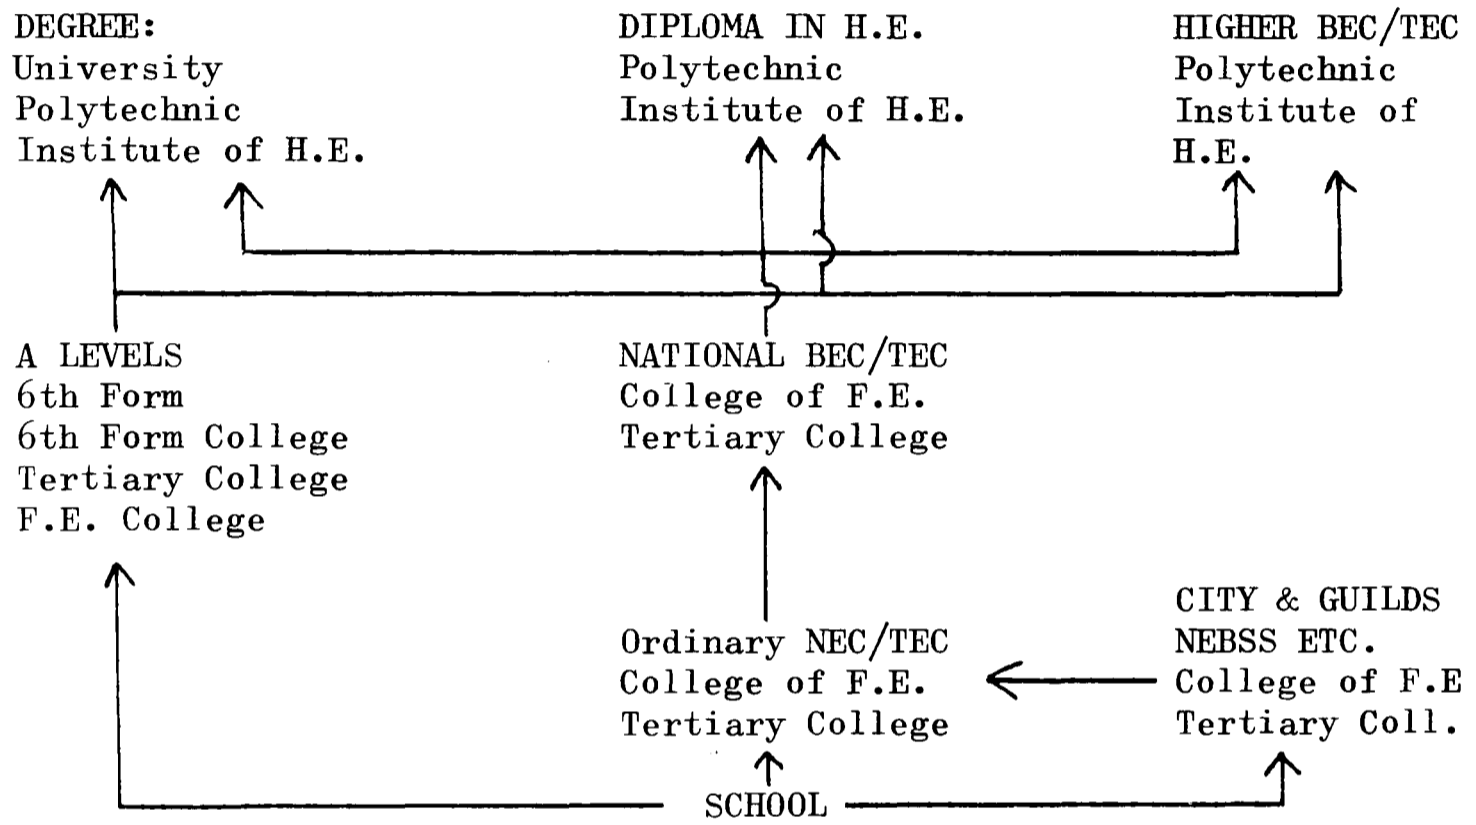 DEGREE:
University
Polytechnic
Institute of H.E.
DIPLOMA IN H.E.
Polytechnic
Institute of H.E.
HIGHER BEC/TEC
Polytechnic
Institute of
H.E.
A LEVELS
6th Form
6th Form College
Tertiary College
F.E. College
NATIONAL BEC/TEC
College of F.E.
Tertiary College
Ordinary NEC/TEC
College of F.E.
Tertiary College
CITY & GUILDS
NEBSS ETC.
College of F.E
Tertiary Coll.
SCHOOL